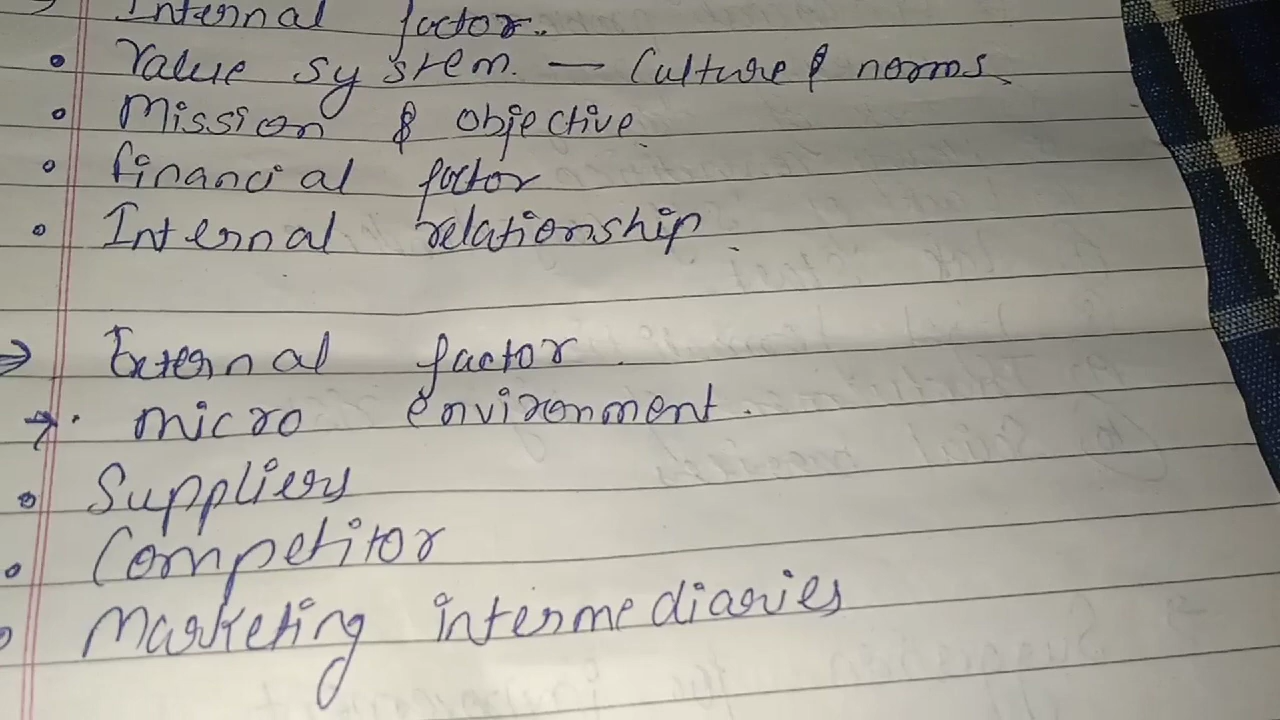 Internal factor..
• Value system. — Culture & norms
• Mission & objective
• financial factor
• Internal relationship.
⇒ External factor.
→ • micro environment.
• Suppliers
• Competitor
• Marketing intermediaries